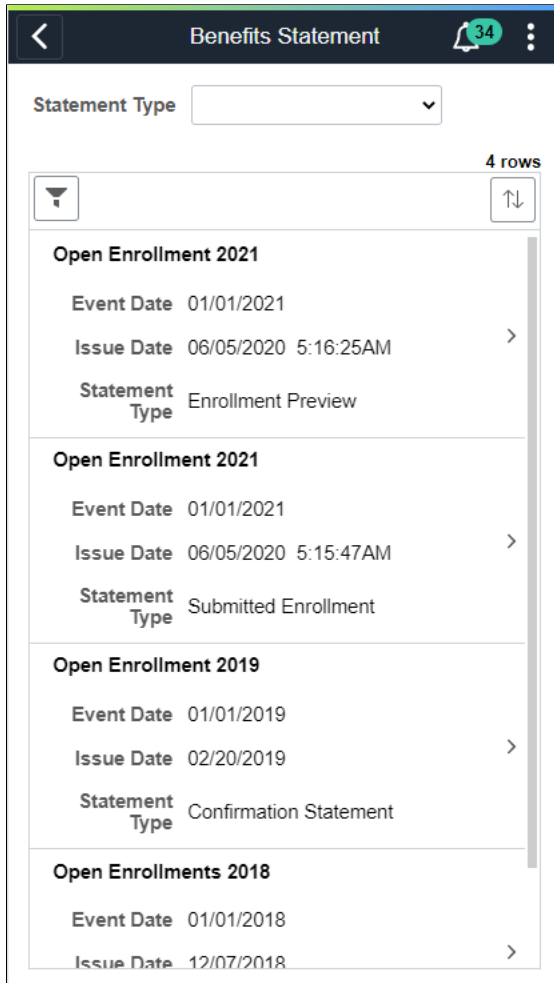 Benefits Statement
34
Statement Type
4 rows
Open Enrollment 2021
Event Date 01/01/2021
Issue Date 06/05/2020 5:16:25AM
Statement
Type Enrollment Preview
Open Enrollment 2021
Event Date 01/01/2021
Issue Date 06/05/2020 5:15:47AM
Statement
Type Submitted Enrollment
Open Enrollment 2019
Event Date 01/01/2019
Issue Date 02/20/2019
Statement
Type Confirmation Statement
Open Enrollments 2018
Event Date 01/01/2018
Issue Date 12/07/2018